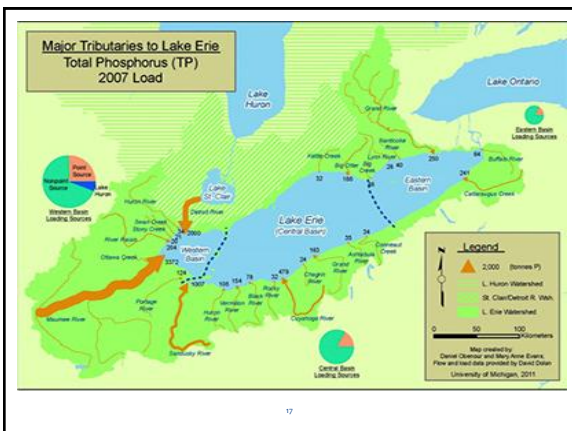 Major Tributaries to Lake Erie
Total Phosphorus (TP)
2007 Load
Lake
Huron
Lake Ontario
Eastern Basin
Loading Sources
Grand River
Nanticoke
Creek
Lynn River
Big
Creek
Big Otter
Kettle Creek
32
188
28
40
250
64
Buffalo River
241
Cattaraugus Creek
Eastern
Basin
Point
Source
Nonpoint
Source
Lake
Huron
Western Basin
Loading Sources
Lake
St. Clair
Huron River
Detroit River
Swan Creek
Stony Creek
River Raisin
Ottawa Creek
2900
204
3372
Western
Basin
Lake Erie
(Central Basin)
Maumee River
Portage
River
124
1007
Sandusky River
108
154
78
32
479
24
163
35
24
Huron
River
Vermilion
River
Black River
Rocky
River
Cuyahoga River
Chagrin
River
Grand
River
Ashtabula
River
Conneaut
Creek
Central Basin
Loading Sources
N
Legend
2,000 (tonnes P)
L. Huron Watershed
St. Clair/Detroit R. Wsh.
L. Erie Watershed
0 50 100
Kilometers
Map created by:
Daniel Obenour and Mary Anne Evans;
Flow and load data provided by David Dolan
University of Michigan, 2011
17